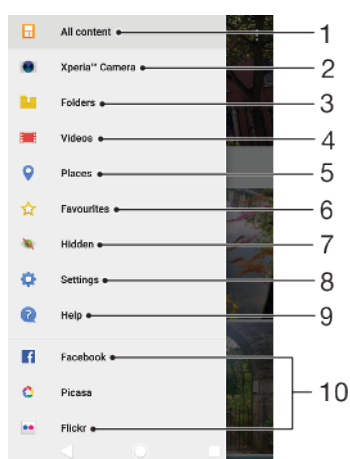 All content 1
Xperia™ Camera 2
Folders 3
Videos 4
Places 5
Favourites 6
Hidden 7
Settings 8
Help 9
Facebook
Picasa 10
Flickr